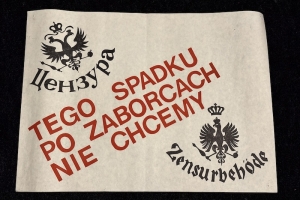 Цензура
TEGO SPADKU
PO ZABORCACH
NIE CHCEMY
Zensurbehöde